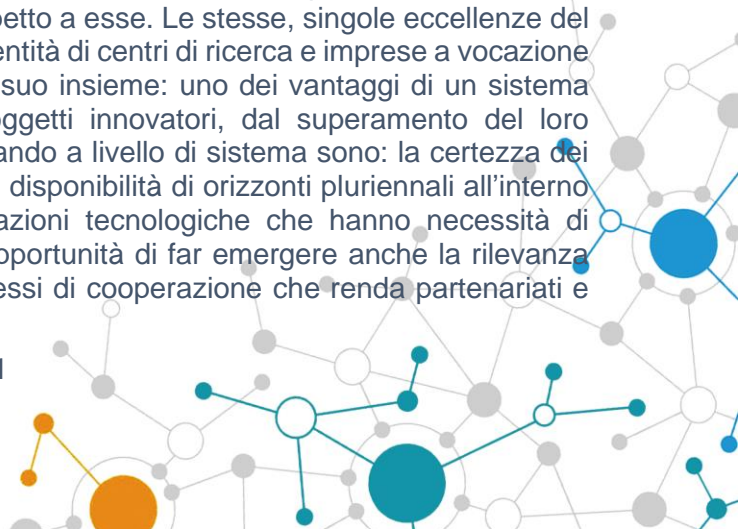 petto a esse. Le stesse, singole eccellenze del
entità di centri di ricerca e imprese a vocazione
suo insieme: uno dei vantaggi di un sistema
oggetti innovatori, dal superamento del loro
ando a livello di sistema sono: la certezza dei
disponibilità di orizzonti pluriennali all’interno
azioni tecnologiche che hanno necessità di
opportunità di far emergere anche la rilevanza
essi di cooperazione che renda partenariati e